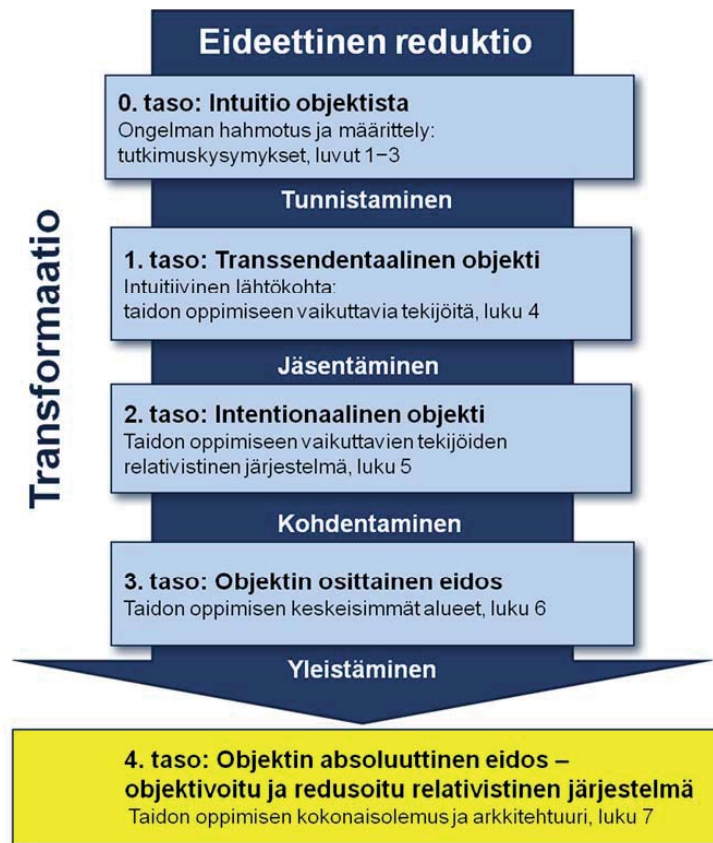 Eideettinen reduktio
0. taso: Intuitio objektista
Ongelman hahmotus ja määrittely:
tutkimuskysymykset, luvut 1–3
Tunnistaminen
1. taso: Transsendentaalinen objekti
Intuitiivinen lähtökohta:
taidon oppimiseen vaikuttavia tekijöitä, luku 4
Jäsentäminen
2. taso: Intentionaalinen objekti
Taidon oppimiseen vaikuttavien tekijöiden
relativistinen järjestelmä, luku 5
Kohdentaminen
3. taso: Objektin osittainen eidos
Taidon oppimisen keskeisimmät alueet, luku 6
Yleistäminen
4. taso: Objektin absoluuttinen eidos –
objektivoitu ja redusoitu relativistinen järjestelmä
Taidon oppimisen kokonaisolemus ja arkkitehtuuri, luku 7
Transformaatio